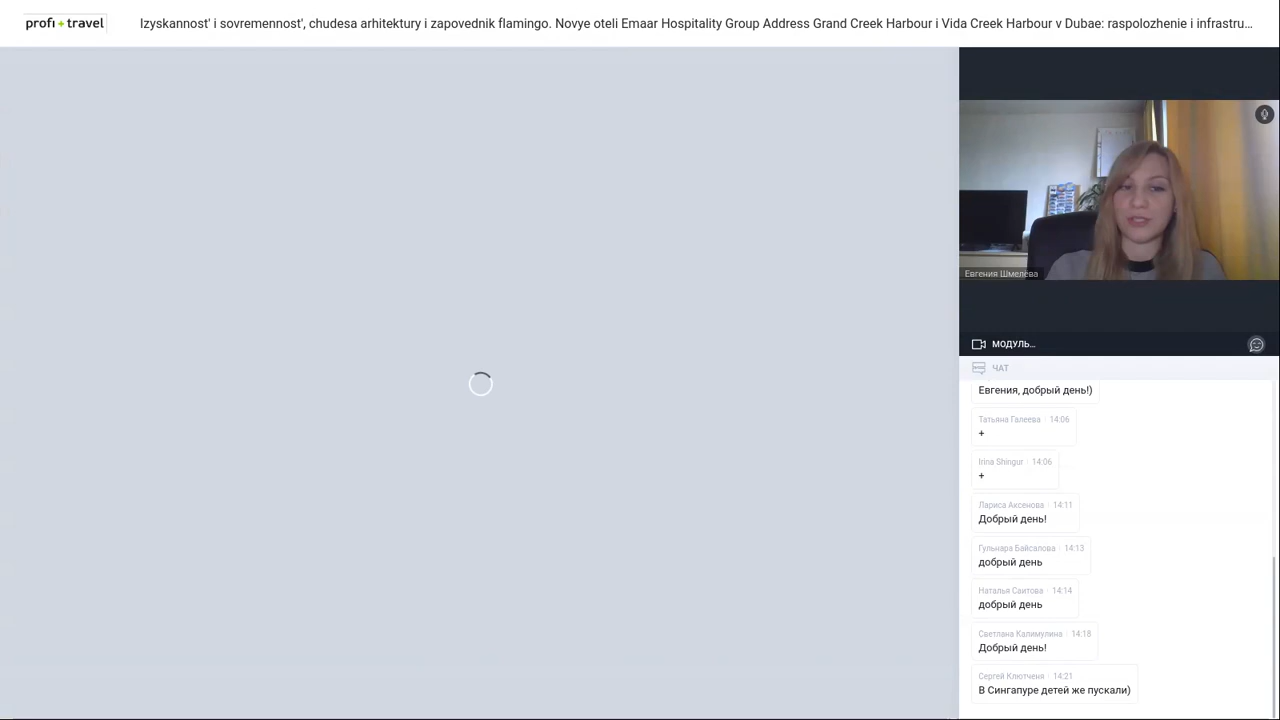 profi + travel
Izyskannost' i sovremennost', chudesa arhitektury i zapovednik flamingo. Novye oteli Emaar Hospitality Group Address Grand Creek Harbour i Vida Creek Harbour v Dubae: raspolozhenie i infrastru...
Евгения Шмелёва
МОДУЛЬ...
ЧАТ
Евгения, добрый день!)
Татьяна Галеева 14:06
+
Irina Shingur 14:06
+
Лариса Аксенова 14:11
Добрый день!
Гульнара Байсалова 14:13
добрый день
Наталья Саитова 14:14
добрый день
Светлана Калимулина 14:18
Добрый день!
Сергей Клютченя 14:21
В Сингапуре детей же пускали)